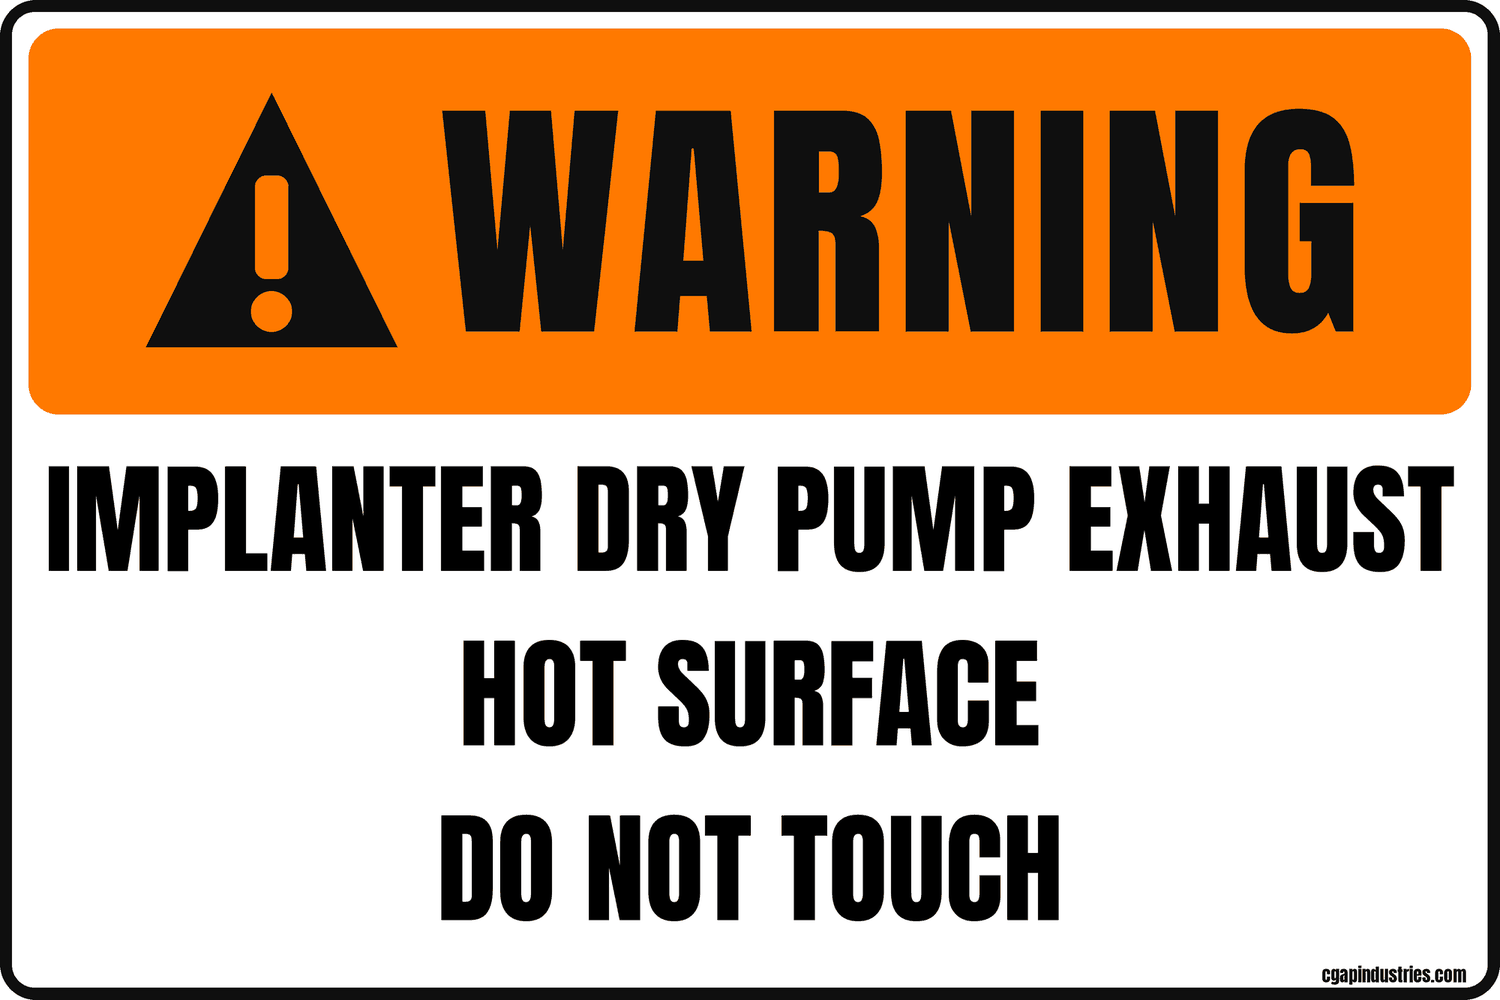 WARNING
IMPLANTER DRY PUMP EXHAUST
HOT SURFACE
DO NOT TOUCH
cgapindustries.com